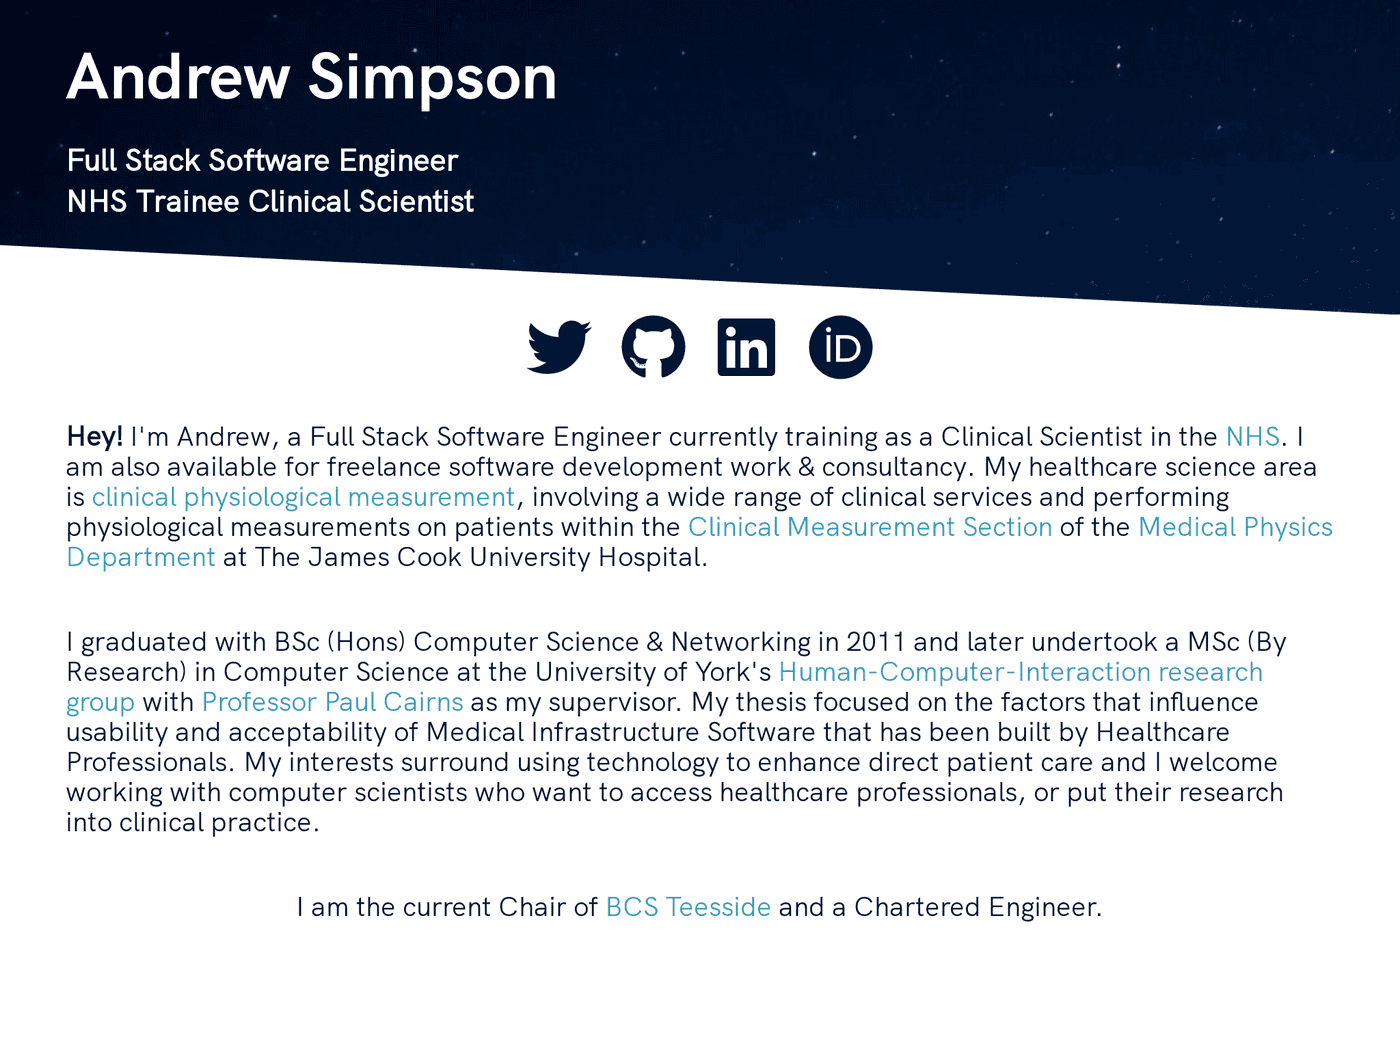 Andrew Simpson
Full Stack Software Engineer
NHS Trainee Clinical Scientist
in
iD
Hey! I'm Andrew, a Full Stack Software Engineer currently training as a Clinical Scientist in the NHS. I
am also available for freelance software development work & consultancy. My healthcare science area
is clinical physiological measurement, involving a wide range of clinical services and performing
physiological measurements on patients within the Clinical Measurement Section of the Medical Physics
Department at The James Cook University Hospital.
I graduated with BSc (Hons) Computer Science & Networking in 2011 and later undertook a MSc (By
Research) in Computer Science at the University of York's Human-Computer-Interaction research
group with Professor Paul Cairns as my supervisor. My thesis focused on the factors that influence
usability and acceptability of Medical Infrastructure Software that has been built by Healthcare
Professionals. My interests surround using technology to enhance direct patient care and I welcome
working with computer scientists who want to access healthcare professionals, or put their research
into clinical practice.
I am the current Chair of BCS Teesside and a Chartered Engineer.